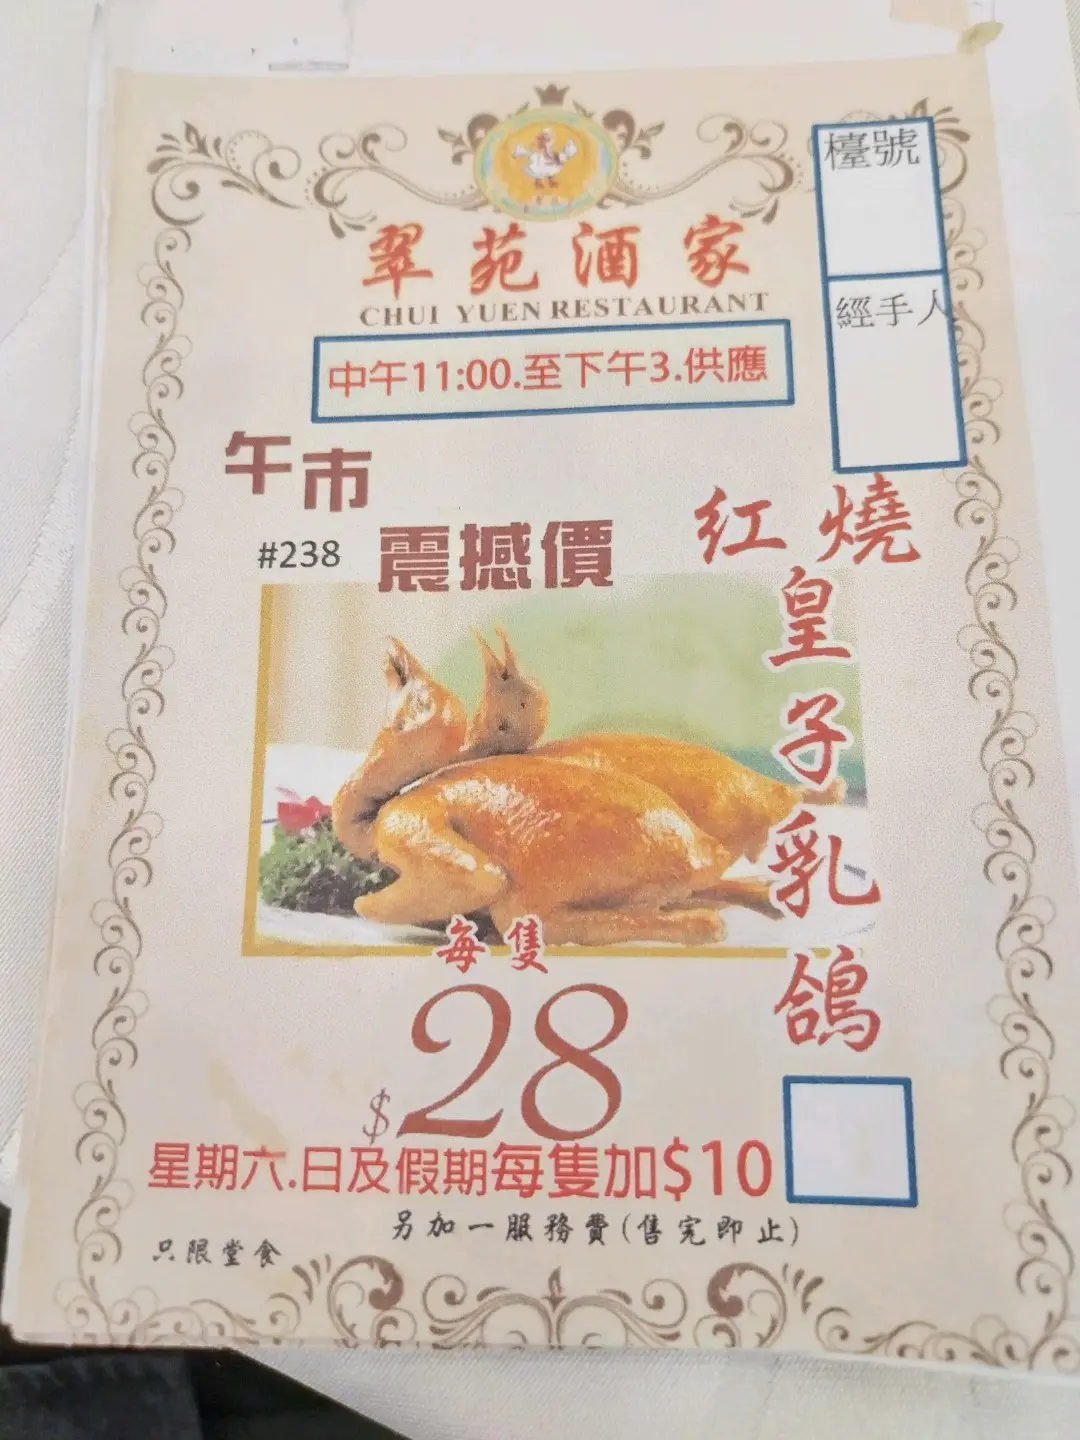 翠苑酒家
CHUI YUEN RESTAURANT
檯號
經手人
中午11:00.至下午3.供應
午市
#238
震撼價
紅燒
皇子乳鴿
每隻
$28
星期六.日及假期每隻加$10
另加一服務費(售完即止)
只限堂食